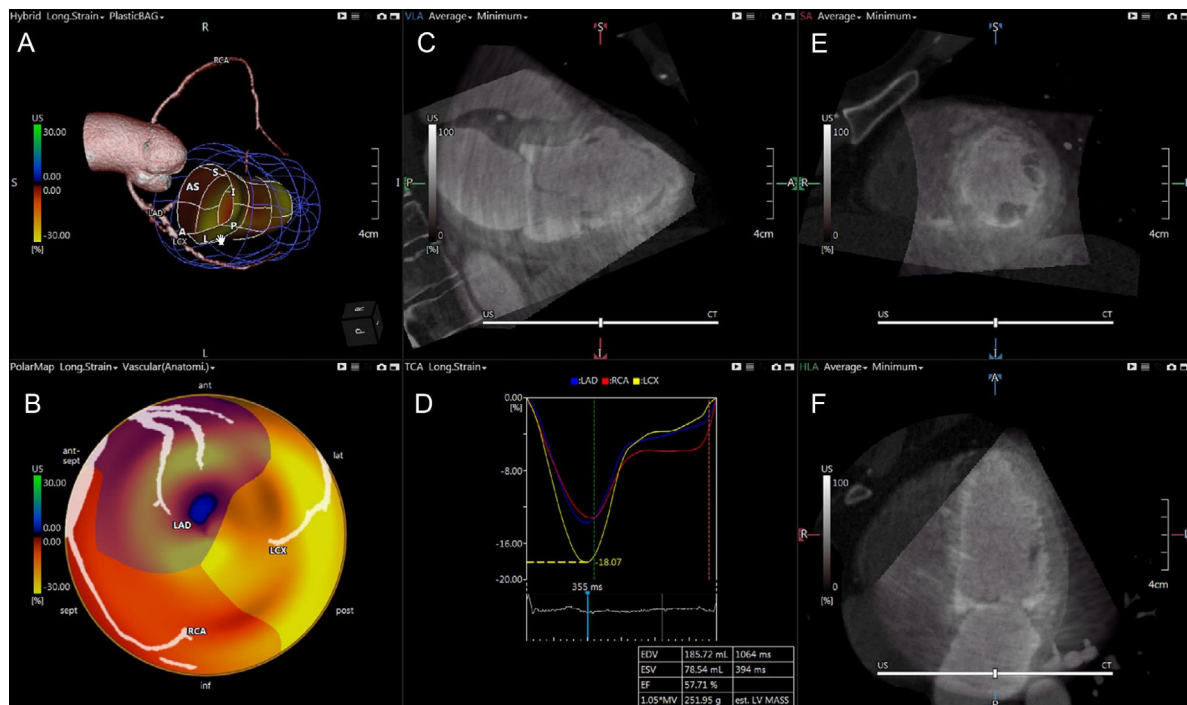 Hybrid Long.Strain PlasticBAG
A
R
RCA
US
30.00
0.00
0.00
-30.00
[%]
S
AS
S
I
LAD
A
P
LCX
L
4cm
P
L
VLA Average Minimum
C
S
US
100
0
[%]
I
P
A
4cm
US
CT
I
SA Average Minimum
E
S
US
100
0
[%]
R
4cm
US
CT
I
PolarMap Long.Strain Vascular(Anatomi.)
B
ant
ant-
sept
lat
US
30.00
0.00
0.00
-30.00
[%]
LAD
LCX
sept
post
RCA
inf
TCA Long.Strain
D
:LAD :RCA :LCX
0.00
[%]
-8.00
-16.00
-18.07
-20.00
355 ms
EDV 185.72 mL 1064 ms
ESV 78.54 mL 394 ms
EF 57.71 %
1.05*MV 251.95 g est. LV MASS
HLA Average Minimum
F
A
US
100
0
[%]
R
L
4cm
US
CT